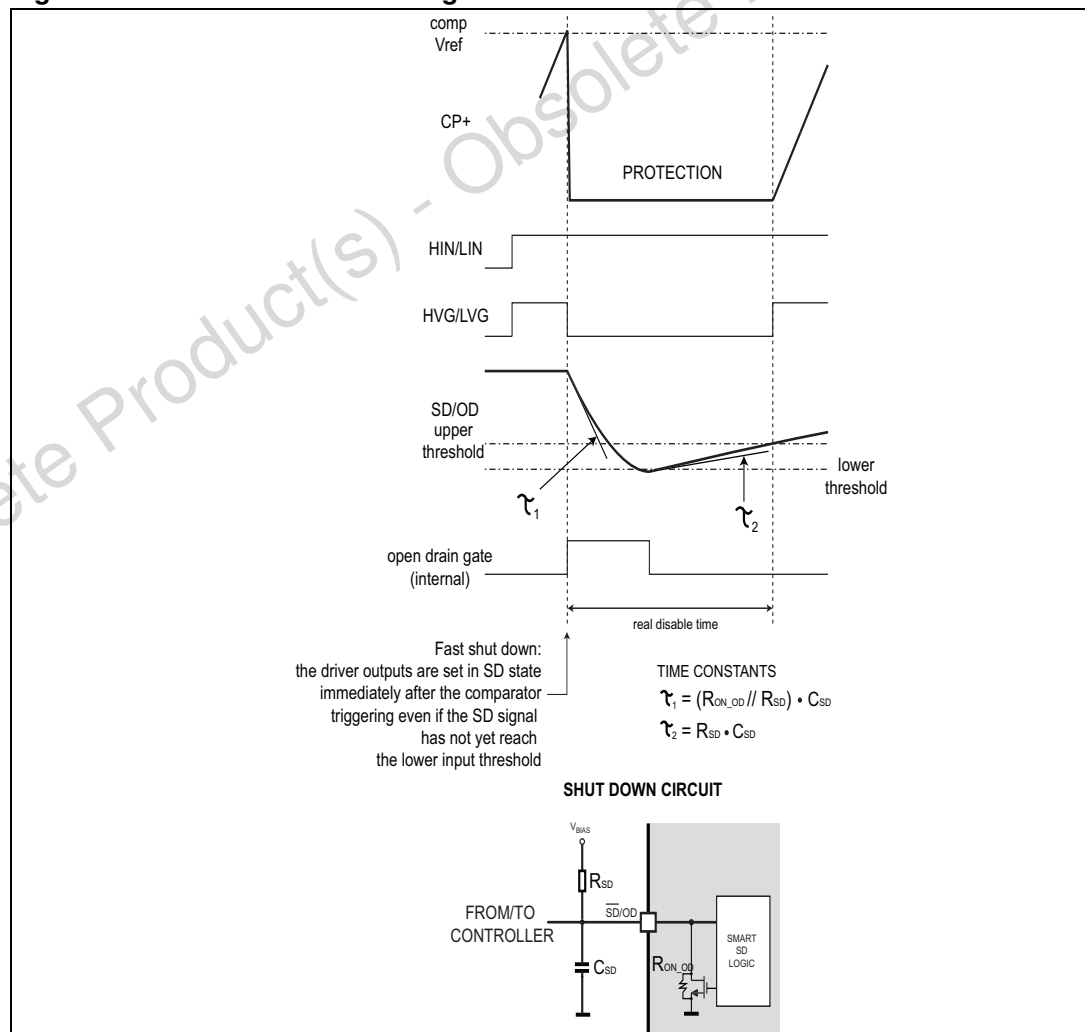 comp
Vref
CP+
PROTECTION
HIN/LIN
HVG/LVG
SD/OD
upper
threshold
lower
threshold
τ1
τ2
open drain gate
(internal)
real disable time
Fast shut down:
the driver outputs are set in SD state
immediately after the comparator
triggering even if the SD signal
has not yet reach
the lower input threshold
TIME CONSTANTS
τ1 = (RON_OD // RSD) • CSD
τ2 = RSD • CSD
SHUT DOWN CIRCUIT
VBIAS
RSD
FROM/TO
CONTROLLER
SD/OD
SMART
SD
LOGIC
RON_OD
CSD
ete Product(s) - Obsolete